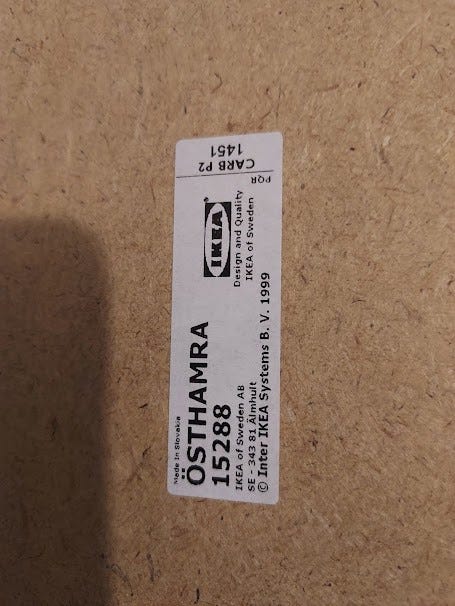 Made in Slovakia
ÖSTHAMRA
15288
IKEA of Sweden AB
SE - 343 81 Älmhult
© Inter IKEA Systems B. V. 1999
IKEA®
Design and Quality
IKEA of Sweden
PQR
CARB P2
1451